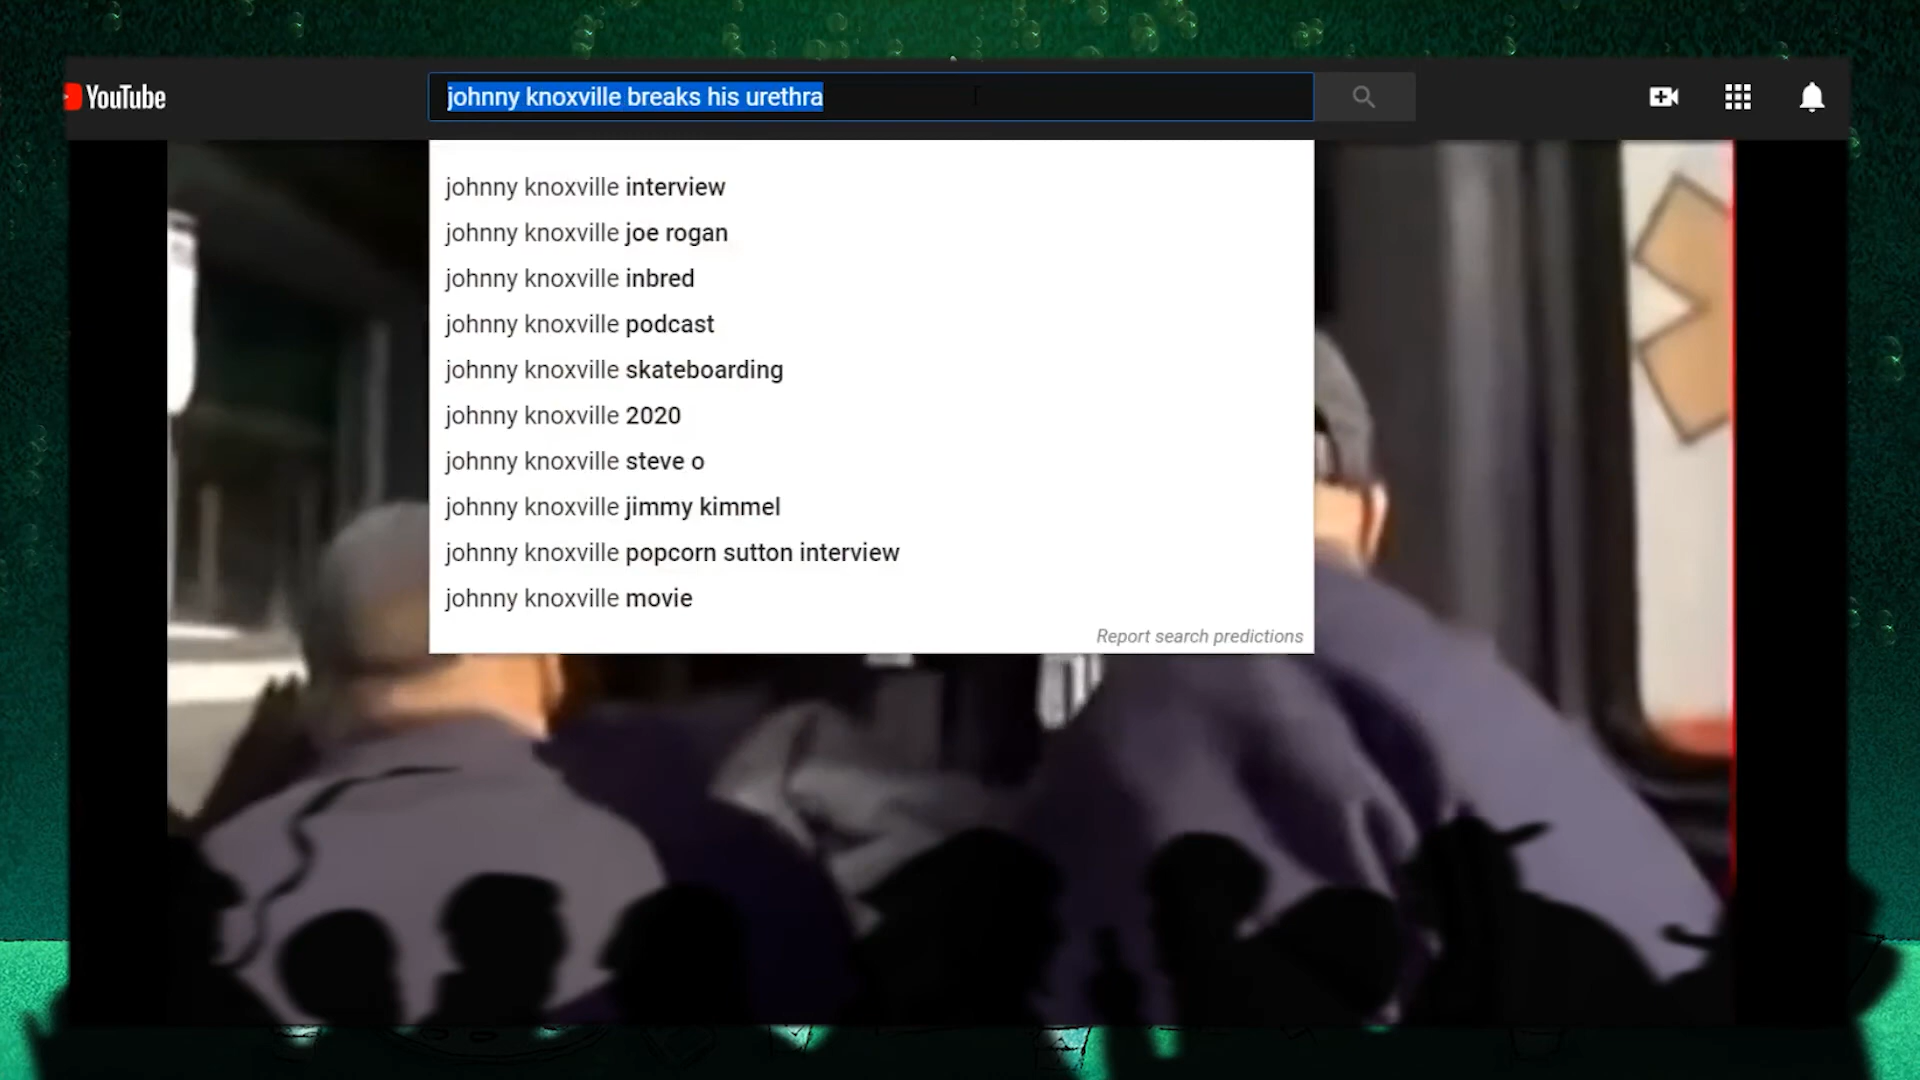 YouTube
johnny knoxville breaks his urethra
johnny knoxville interview
johnny knoxville joe rogan
johnny knoxville inbred
johnny knoxville podcast
johnny knoxville skateboarding
johnny knoxville 2020
johnny knoxville steve o
johnny knoxville jimmy kimmel
johnny knoxville popcorn sutton interview
johnny knoxville movie
Report search predictions